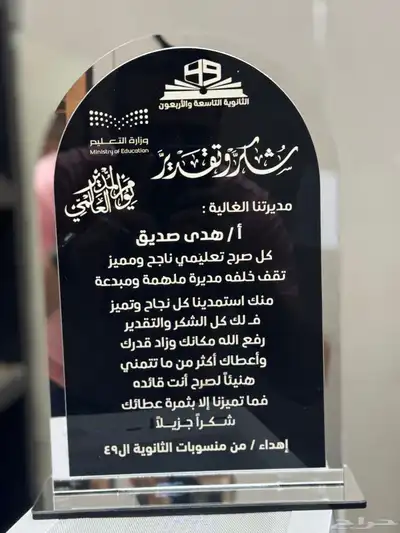 49
الثانوية التاسعة والأربعون
وزارة التعليم
Ministry of Education
شكر وتقدير
يوم المدير العالمي
مديرتنا الغالية :
أ/ هدى صديق
كل صرح تعليمي ناجح ومميز
تقف خلفه مديرة ملهمة ومبدعة
منك استمدينا كل نجاح وتميز
فـ لك كل الشكر والتقدير
رفع الله مكانك وزاد قدرك
وأعطاك أكثر من ما تتمني
هنيئاً لصرح أنت قائده
فما تميزنا إلا بثمرة عطائك
شكراً جزيلاً
إهداء / من منسوبات الثانوية ال٤٩
حراج